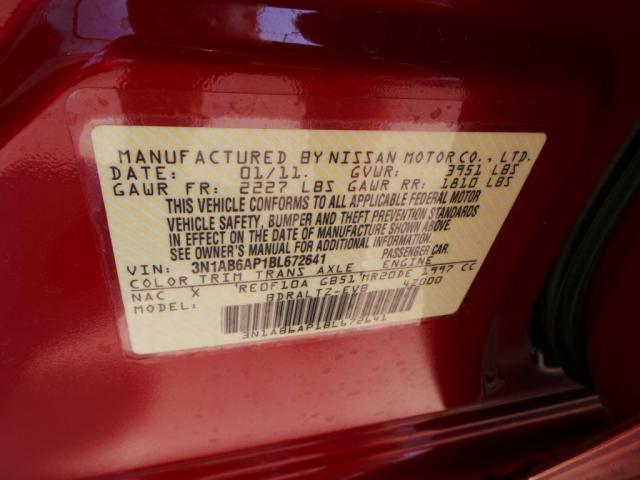 MANUFACTURED BY NISSAN MOTOR CO., LTD.
DATE: 01/11. GVWR: 3951 LBS
GAWR FR: 2227 LBS GAWR RR: 1810 LBS
THIS VEHICLE CONFORMS TO ALL APPLICABLE FEDERAL MOTOR
VEHICLE SAFETY, BUMPER AND THEFT PREVENTION STANDARDS
IN EFFECT ON THE DATE OF MANUFACTURE SHOWN ABOVE.
SEE OWNER'S MANUAL FOR ADDITIONAL INFORMATION.
VIN: 3N1AB6AP1BL672641 PASSENGER CAR.
COLOR TRIM TRANS AXLE ENGINE
NAC X RE0F10A GB51 MR20DE 1997 CC
MODEL: BDRALTZ-EVB 4Z000
3N1AB6AP1BL672641